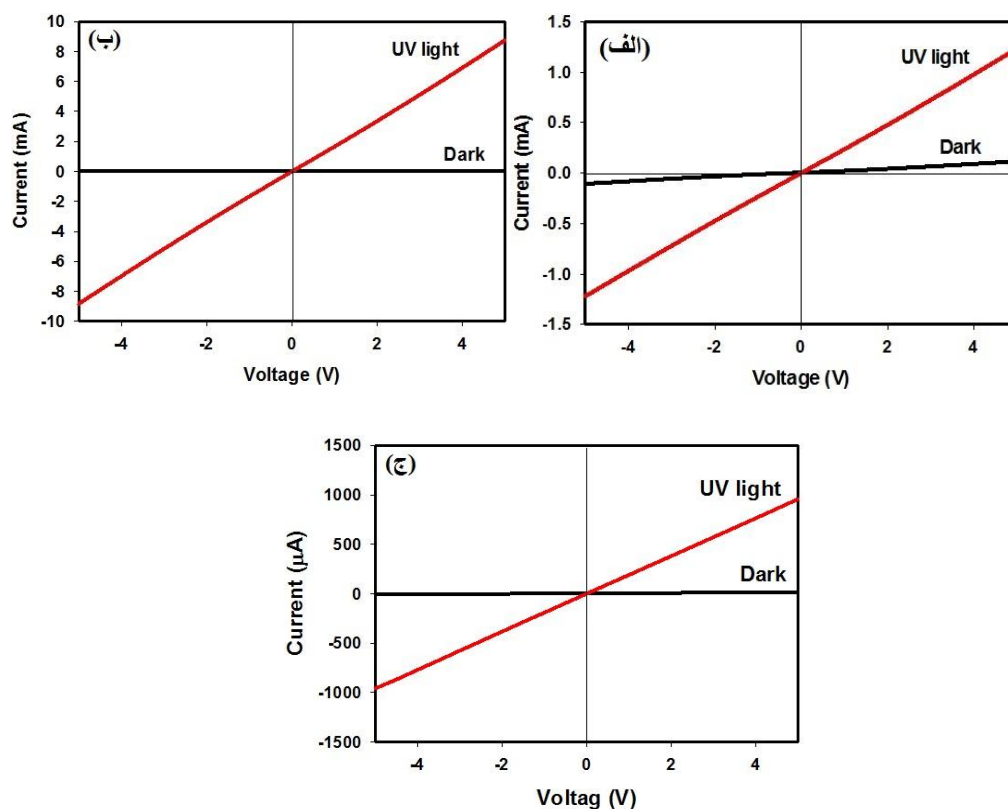 (ب)
UV light
Dark
Current (mA)
10
8
6
4
2
0
-2
-4
-6
-8
-10
-4 -2 0 2 4
Voltage (V)
(الف)
UV light
Dark
Current (mA)
1.5
1.0
0.5
0.0
-0.5
-1.0
-1.5
-4 -2 0 2 4
Voltage (V)
(ج)
UV light
Dark
Current (µA)
1500
1000
500
0
-500
-1000
-1500
-4 -2 0 2 4
Voltag (V)